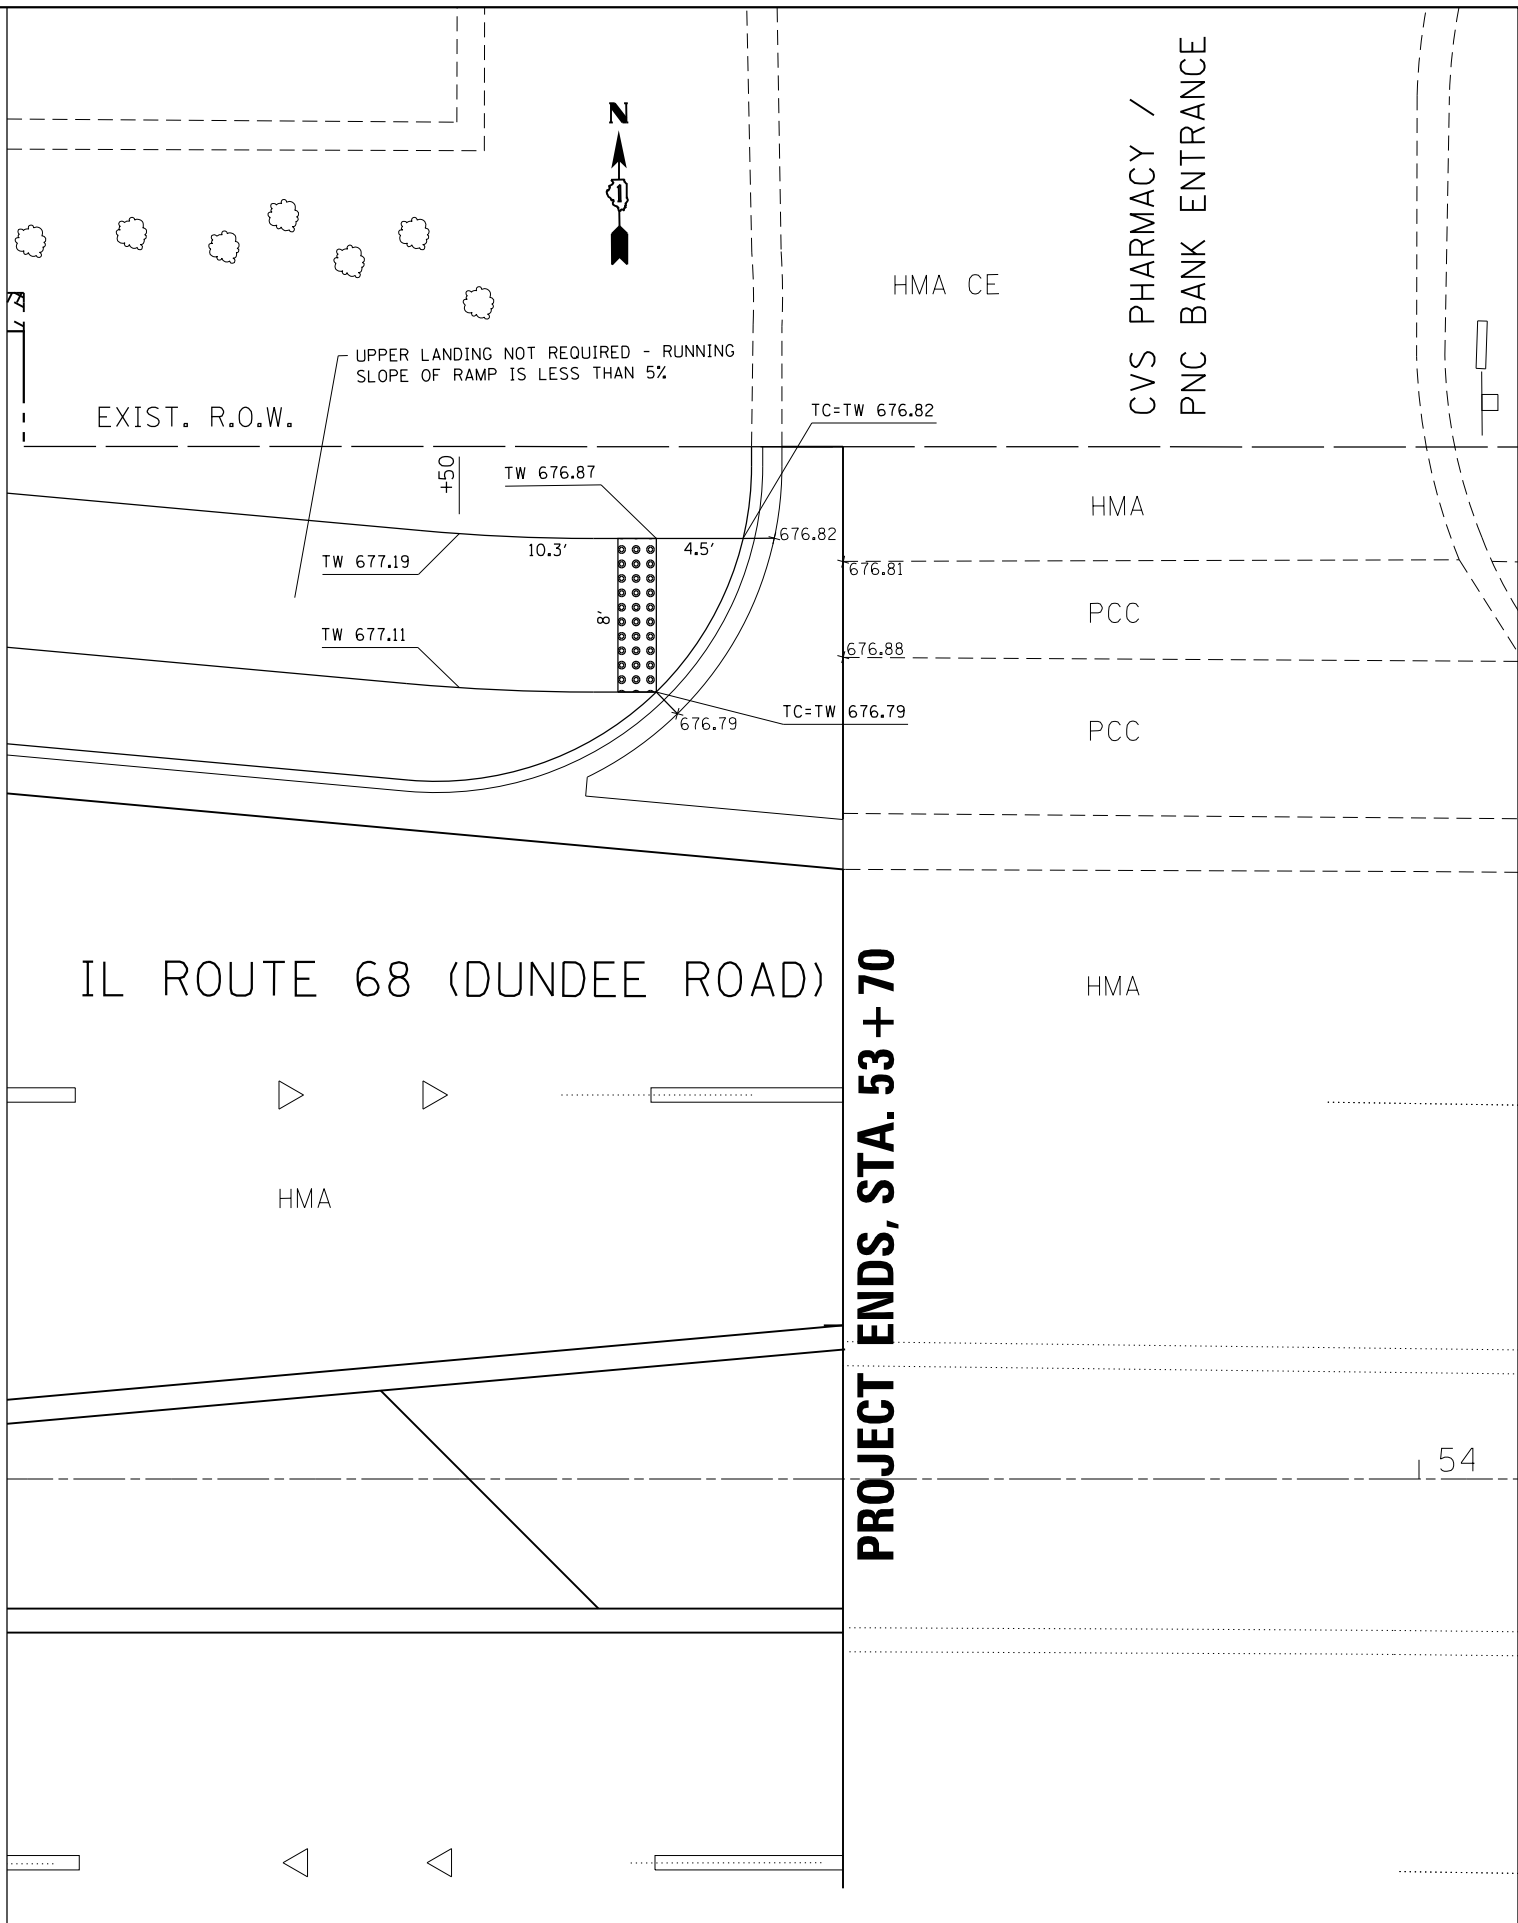 CVS PHARMACY /
PNC BANK ENTRANCE
N
1
HMA CE
UPPER LANDING NOT REQUIRED - RUNNING
SLOPE OF RAMP IS LESS THAN 5%
EXIST. R.O.W.
TC=TW 676.82
+50
TW 676.87
HMA
676.82
10.3'
4.5'
TW 677.19
676.81
8'
PCC
TW 677.11
676.88
TC=TW 676.79
676.79
PCC
IL ROUTE 68 (DUNDEE ROAD)
PROJECT ENDS, STA. 53+70
HMA
HMA
54